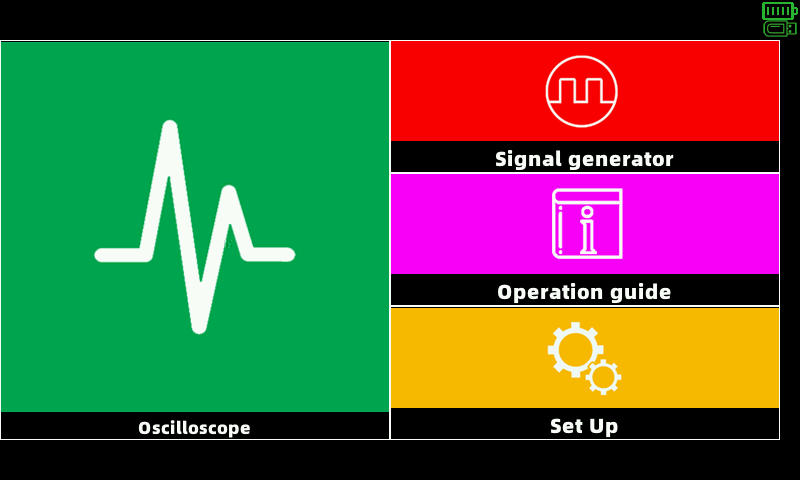 Signal generator
Operation guide
Oscilloscope
Set Up